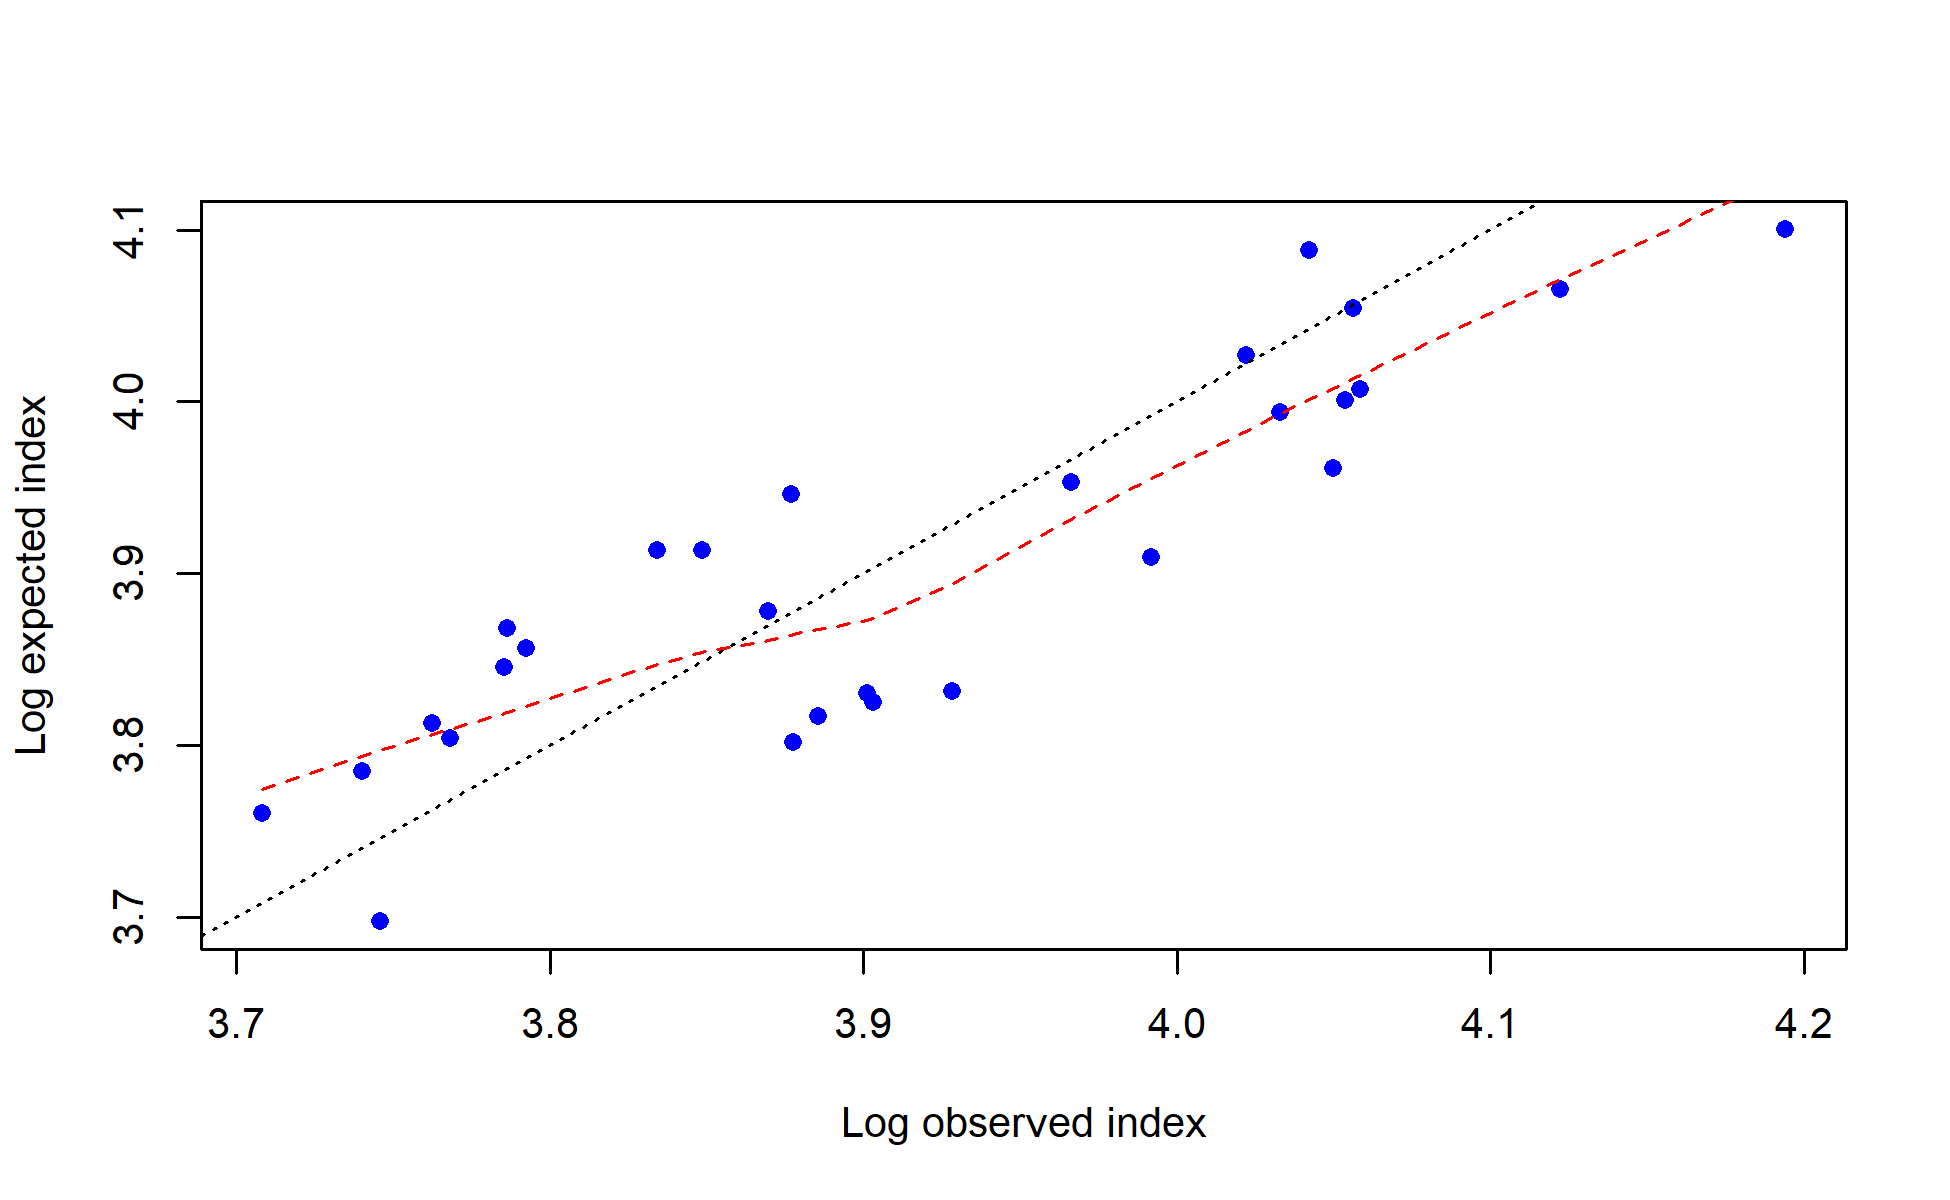 4.1
4.0
3.9
3.8
3.7
Log expected index
3.7 3.8 3.9 4.0 4.1 4.2
Log observed index